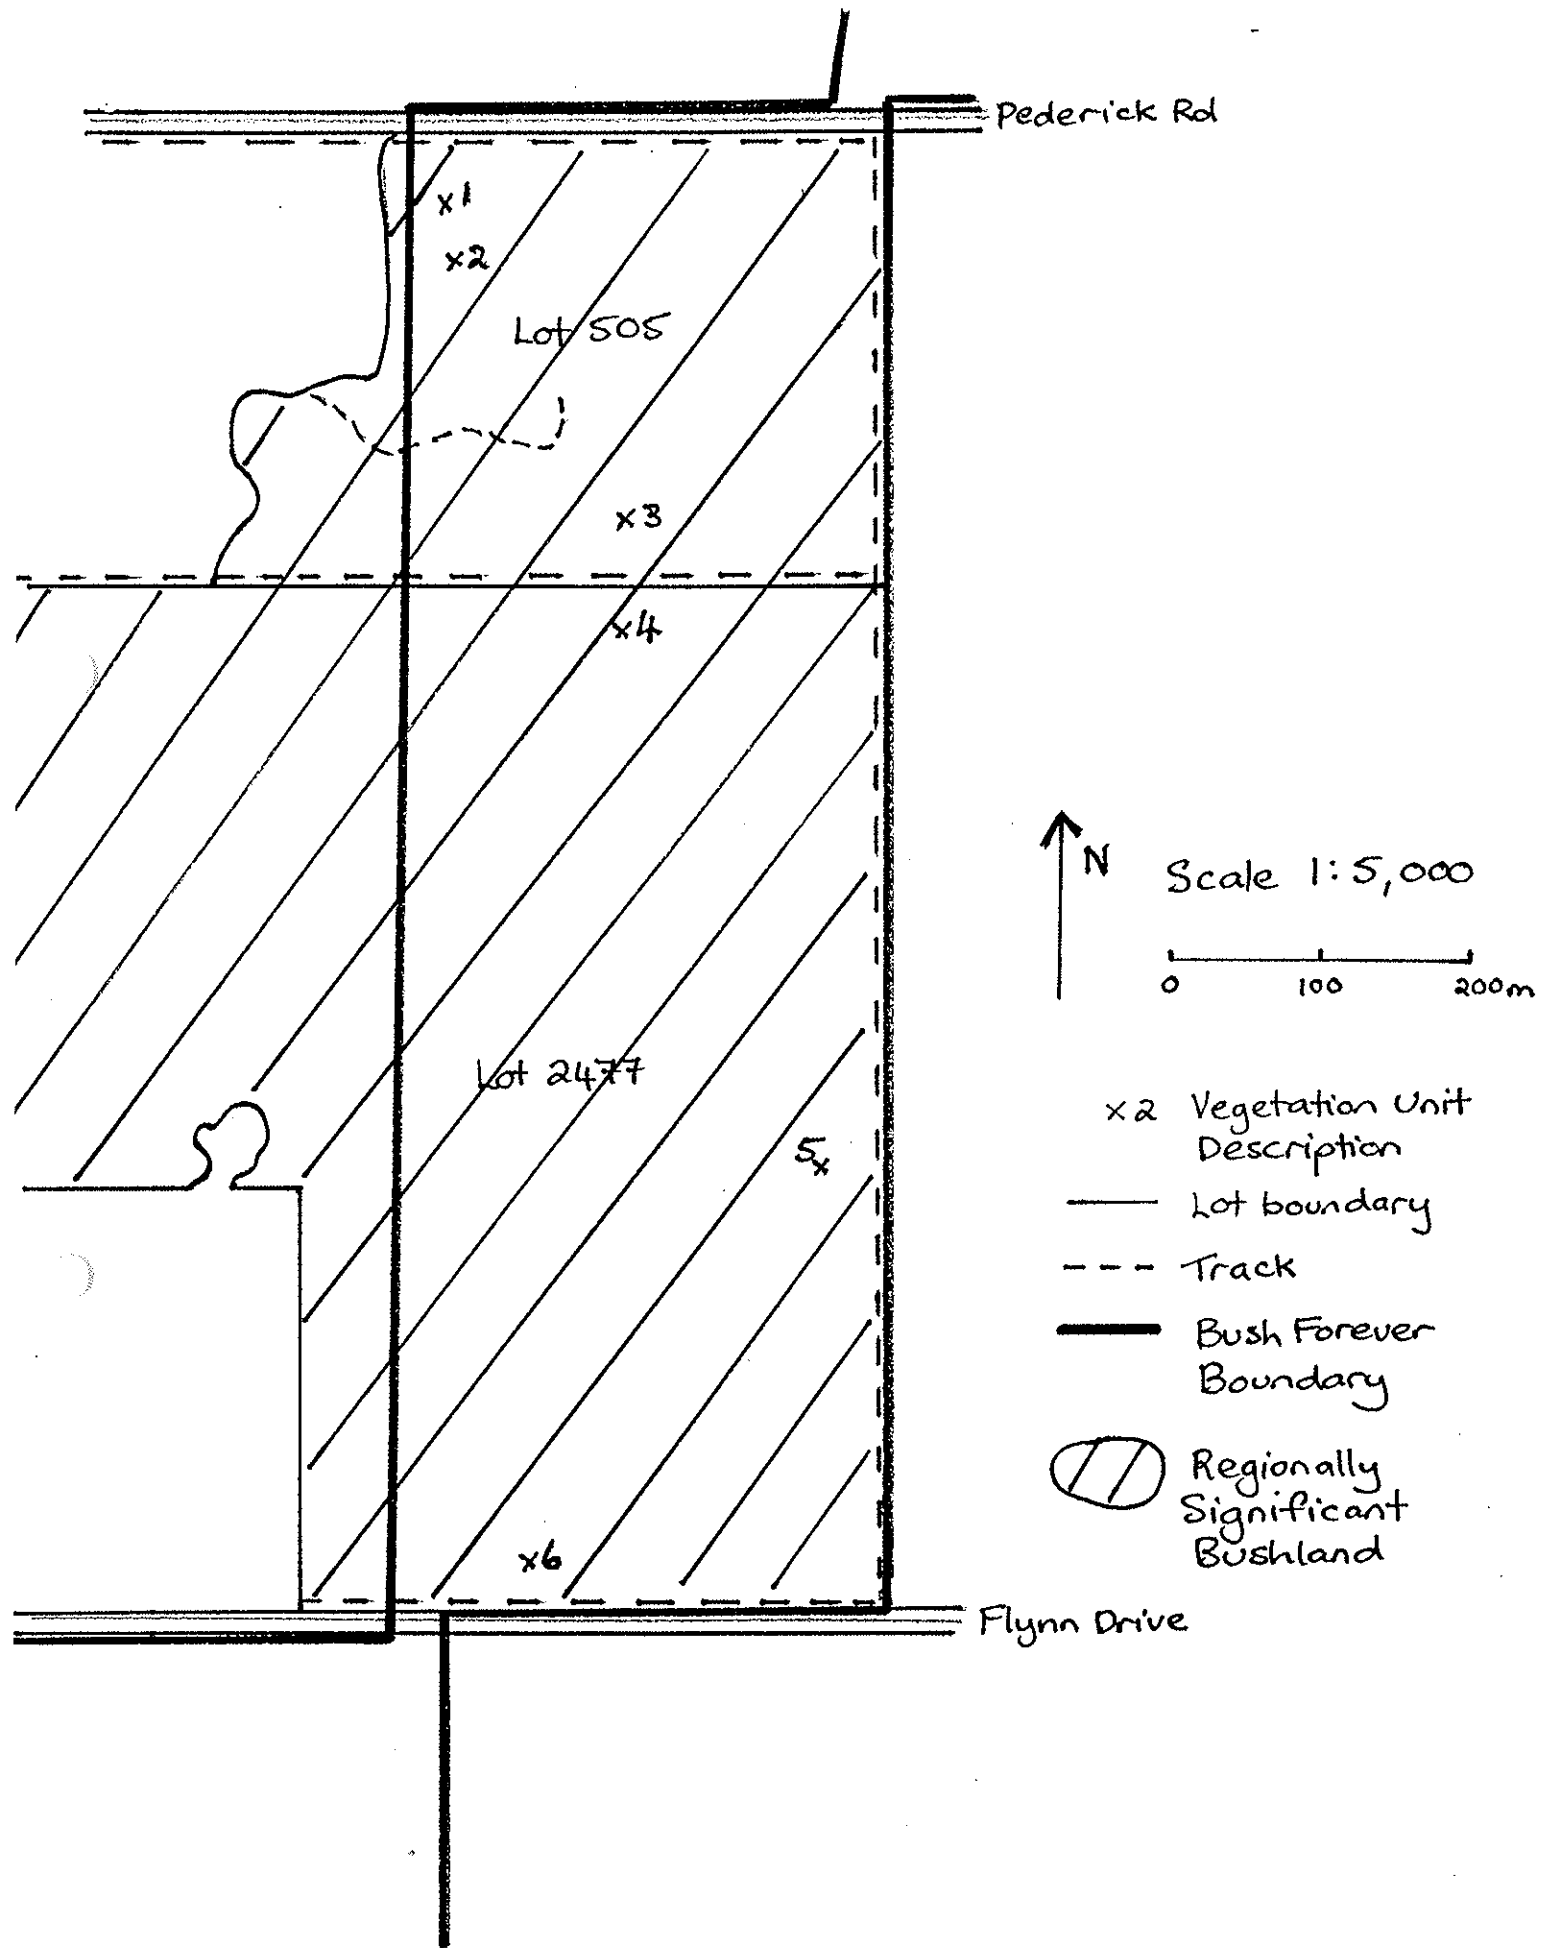 Pederick Rd
x1
x2
Lot 505
x3
x4
N
Scale 1:5,000
0 100 200m
Lot 2477
x2 Vegetation Unit
Description
5x
Lot boundary
Track
Bush Forever
Boundary
Regionally
Significant
Bushland
x6
Flynn Drive